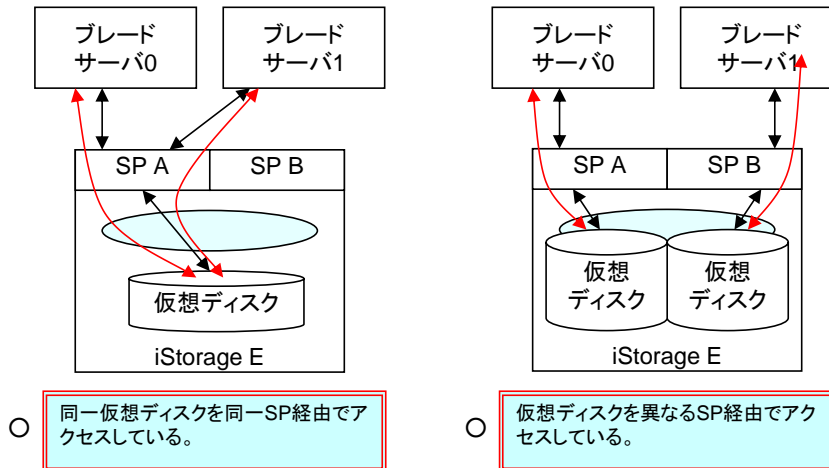 ブレード
サーバ0
ブレード
サーバ1
SP A
SP B
仮想ディスク
iStorage E
○
同一仮想ディスクを同一SP経由でア
クセスしている。
ブレード
サーバ0
ブレード
サーバ1
SP A
SP B
仮想
ディスク
仮想
ディスク
iStorage E
○
仮想ディスクを異なるSP経由でアク
セスしている。